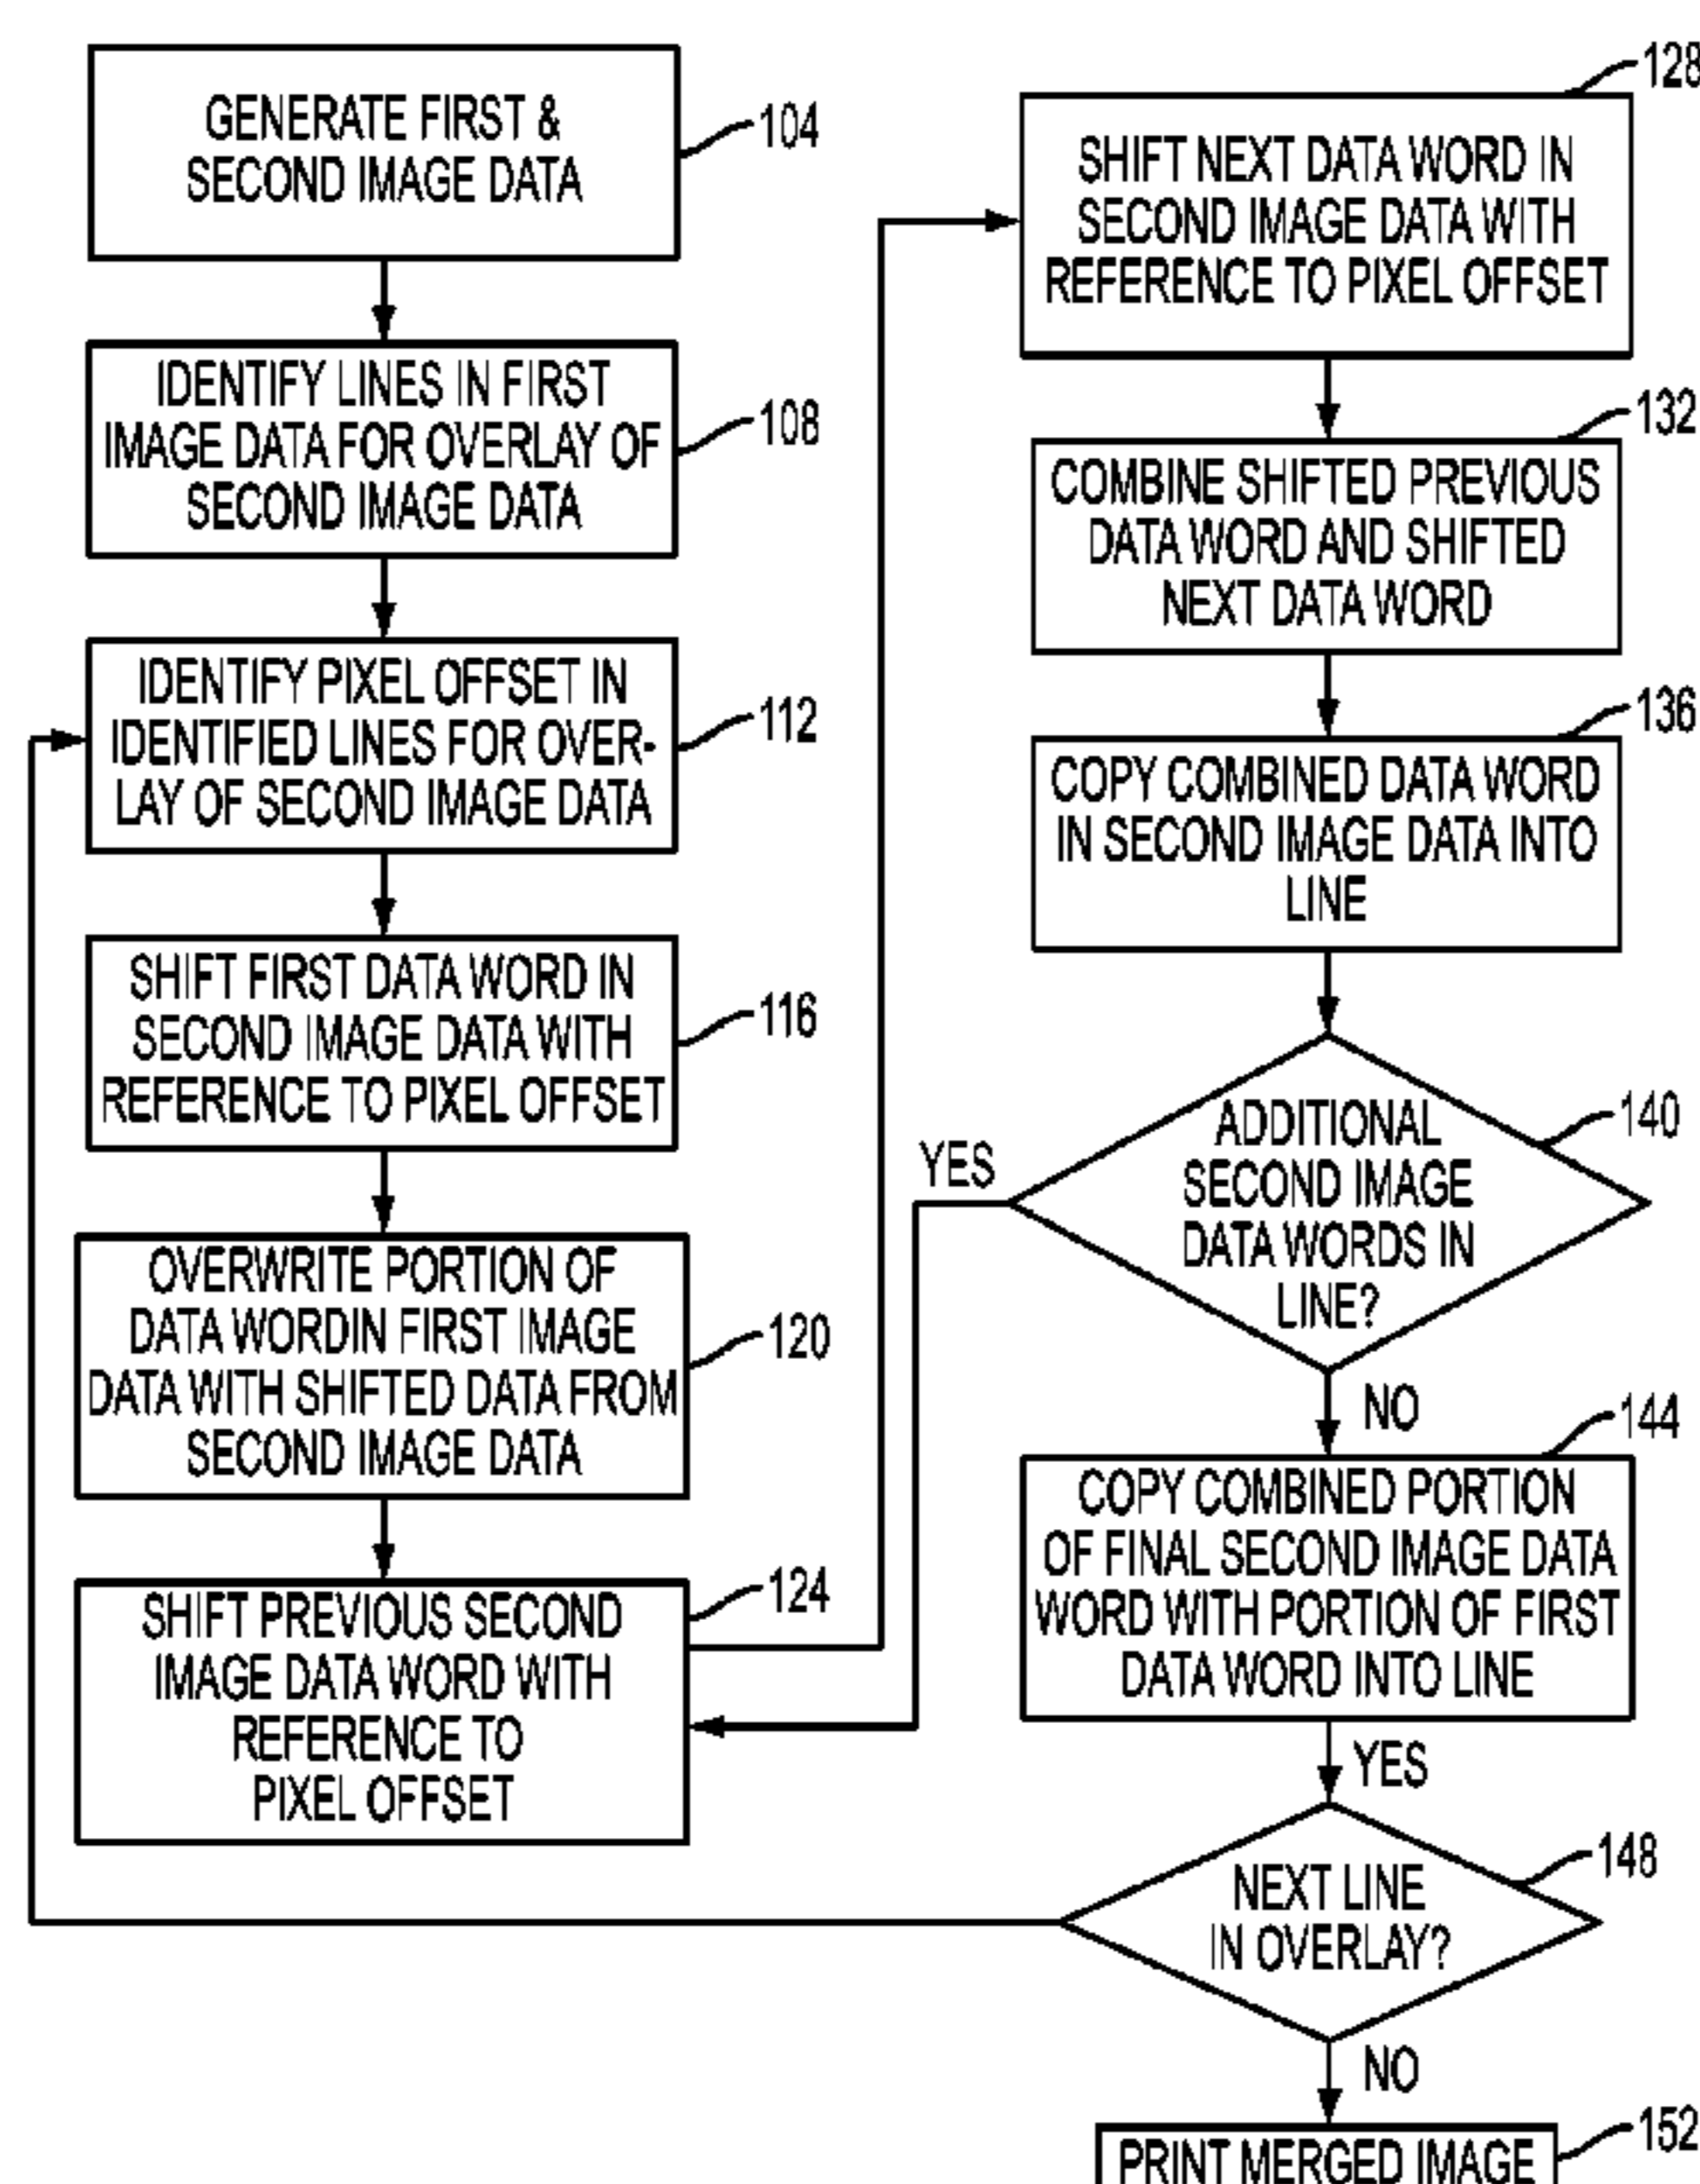 GENERATE FIRST &
SECOND IMAGE DATA
104
IDENTIFY LINES IN FIRST
IMAGE DATA FOR OVERLAY OF
SECOND IMAGE DATA
108
IDENTIFY PIXEL OFFSET IN
IDENTIFIED LINES FOR OVER-
LAY OF SECOND IMAGE DATA
112
SHIFT FIRST DATA WORD IN
SECOND IMAGE DATA WITH
REFERENCE TO PIXEL OFFSET
116
OVERWRITE PORTION OF
DATA WORDIN FIRST IMAGE
DATA WITH SHIFTED DATA FROM
SECOND IMAGE DATA
120
SHIFT PREVIOUS SECOND
IMAGE DATA WORD WITH
REFERENCE TO
PIXEL OFFSET
124
128
SHIFT NEXT DATA WORD IN
SECOND IMAGE DATA WITH
REFERENCE TO PIXEL OFFSET
132
COMBINE SHIFTED PREVIOUS
DATA WORD AND SHIFTED
NEXT DATA WORD
136
COPY COMBINED DATA WORD
IN SECOND IMAGE DATA INTO
LINE
140
ADDITIONAL
SECOND IMAGE
DATA WORDS IN
LINE?
YES
NO
144
COPY COMBINED PORTION
OF FINAL SECOND IMAGE DATA
WORD WITH PORTION OF FIRST
DATA WORD INTO LINE
YES
148
NEXT LINE
IN OVERLAY?
NO
152
PRINT MERGED IMAGE